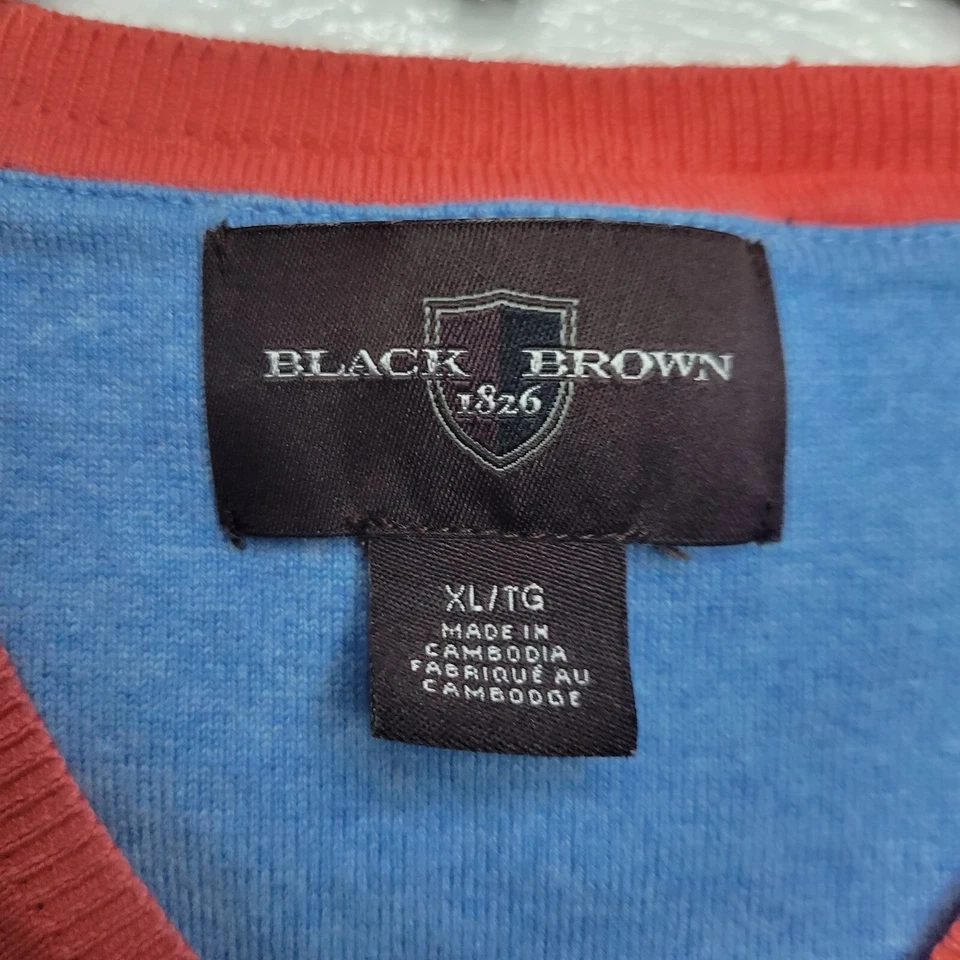 BLACK BROWN
1826
XL/TG
MADE IN
CAMBODIA
FABRIQUÉ AU
CAMBODGE